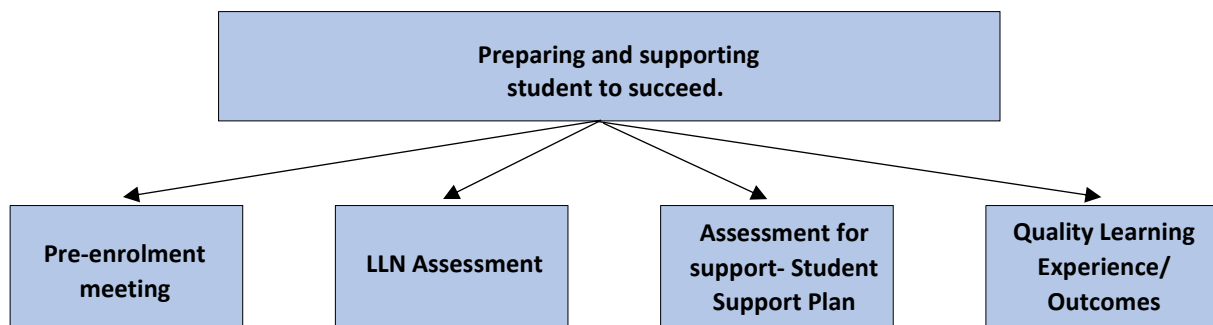 Preparing and supporting
student to succeed.
Pre-enrolment
meeting
LLN Assessment
Assessment for
support- Student
Support Plan
Quality Learning
Experience/
Outcomes